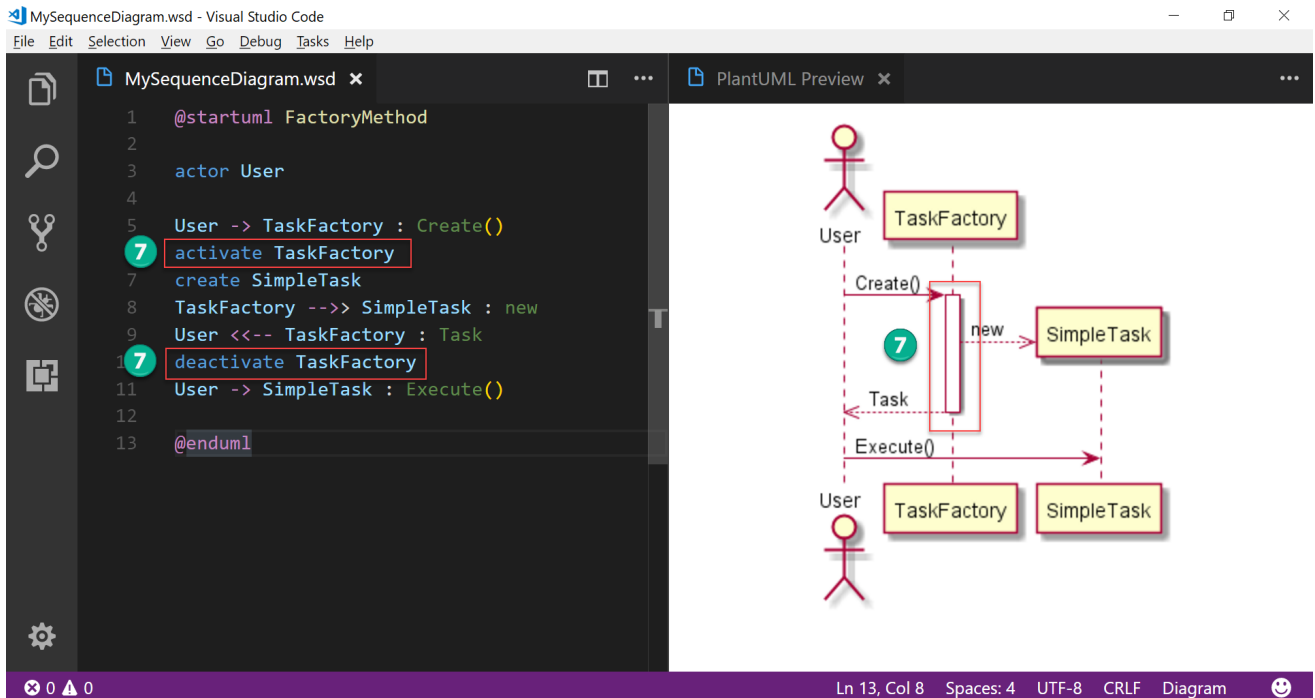 MySequenceDiagram.wsd - Visual Studio Code
File Edit Selection View Go Debug Tasks Help
MySequenceDiagram.wsd ×
1 @startuml FactoryMethod
2
3 actor User
4
5 User -> TaskFactory : Create()
7 activate TaskFactory
7 create SimpleTask
8 TaskFactory -->> SimpleTask : new
9 User <<-- TaskFactory : Task
1 7 deactivate TaskFactory
11 User -> SimpleTask : Execute()
12
13 @enduml
PlantUML Preview ×
User
TaskFactory
Create()
7
new
SimpleTask
Task
Execute()
User
TaskFactory
SimpleTask
0 0
Ln 13, Col 8 Spaces: 4 UTF-8 CRLF Diagram